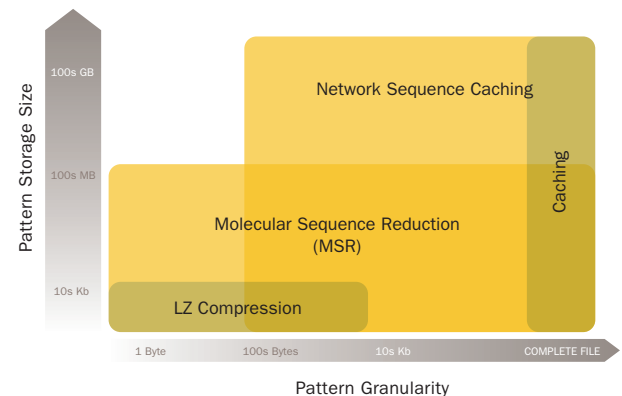 Pattern Storage Size
100s GB
100s MB
10s Kb
Network Sequence Caching
Caching
Molecular Sequence Reduction
(MSR)
LZ Compression
1 Byte
100s Bytes
10s Kb
COMPLETE FILE
Pattern Granularity